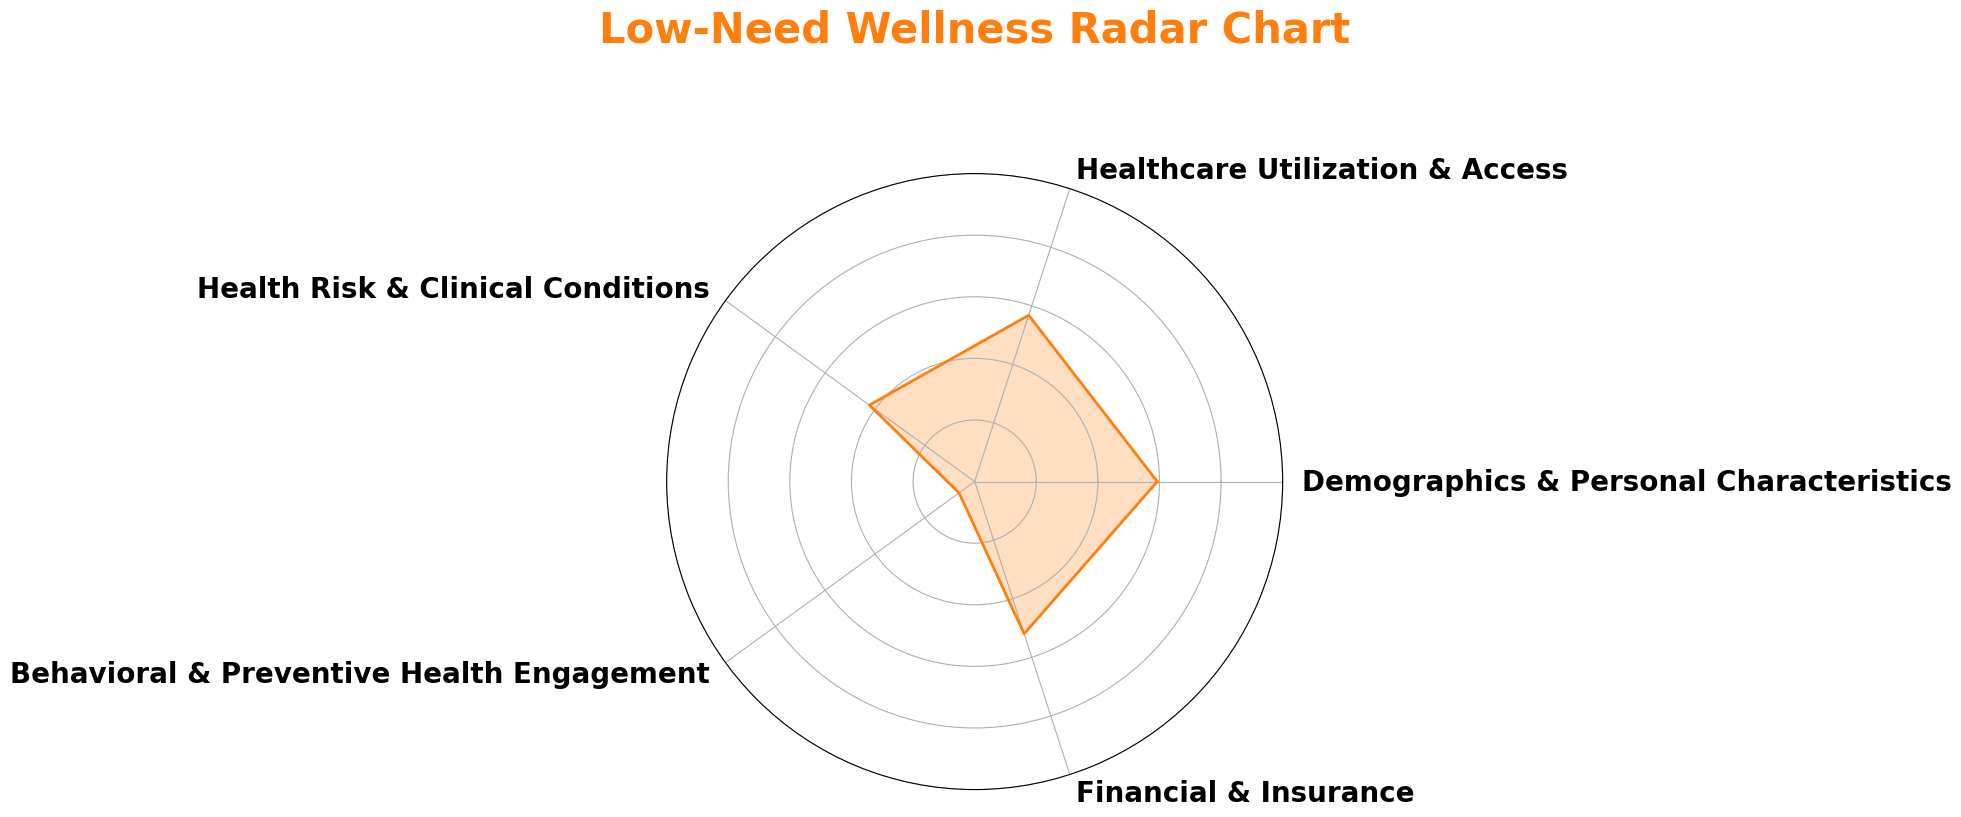 Low-Need Wellness Radar Chart
Healthcare Utilization & Access
Health Risk & Clinical Conditions
Demographics & Personal Characteristics
Behavioral & Preventive Health Engagement
Financial & Insurance